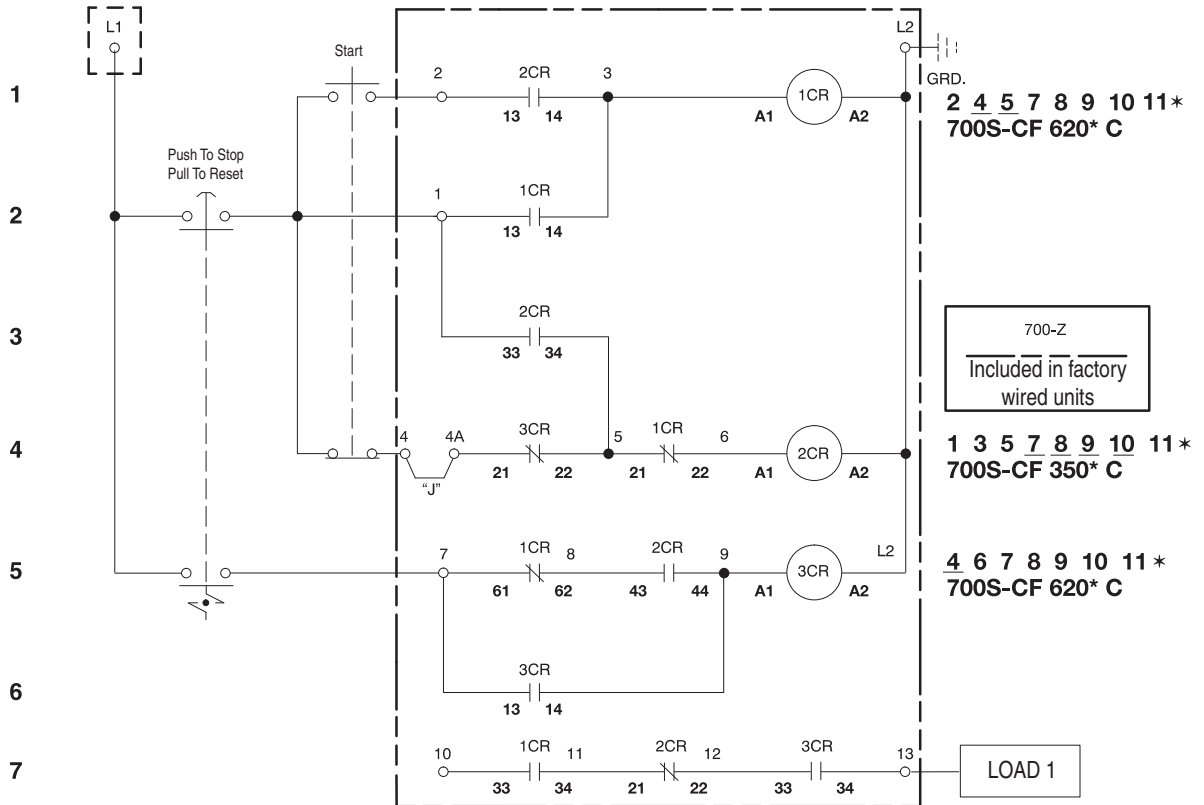 L1
L2
Start
GRD.
1
2
2CR
3
1CR
13 14
A1
A2
2 4 5 7 8 9 10 11*
700S-CF 620* C
Push To Stop
Pull To Reset
2
1
1CR
13 14
3
2CR
33 34
700-Z
Included in factory
wired units
4
4
4A
3CR
5
1CR
6
2CR
"J"
21 22
21 22
A1
A2
1 3 5 7 8 9 10 11*
700S-CF 350* C
5
7
1CR
8
2CR
9
3CR
L2
61 62
43 44
A1
A2
4 6 7 8 9 10 11*
700S-CF 620* C
6
3CR
13 14
7
10
1CR
11
2CR
12
3CR
13
LOAD 1
33 34
21 22
33 34